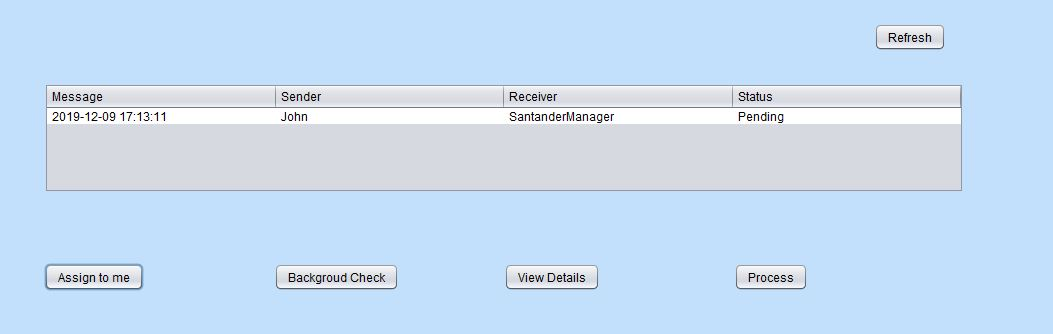 Refresh
Message Sender Receiver Status
2019-12-09 17:13:11 John SantanderManager Pending
Assign to me Backgroud Check View Details Process